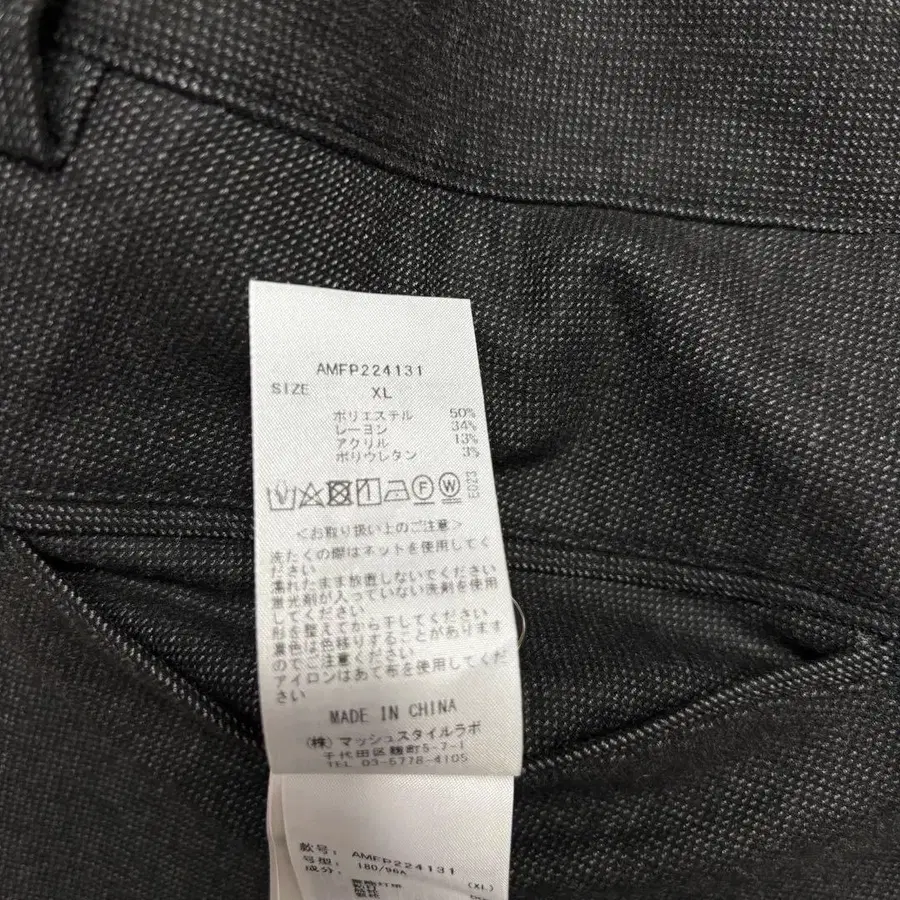 AMFP224131
SIZE XL
ポリエステル 50%
レーヨン 34%
アクリル 13%
ポリウレタン 3%
F W E023
<お取り扱い上のご注意>
洗たくの際はネットを使用してく
ださい
濡れたまま放置しないでください
蛍光剤が入っていない洗剤を使用
してください
形を整えてから干してください
濃色は色移りすることがあります
のでご注意ください
アイロンはあて布を使用してくだ
さい
MADE IN CHINA
(株)マッシュスタイルラボ
千代田区麹町5-7-1
TEL 03-5778-4105
款号: AMFP224131
号型: 180/96A (XL)
成分: